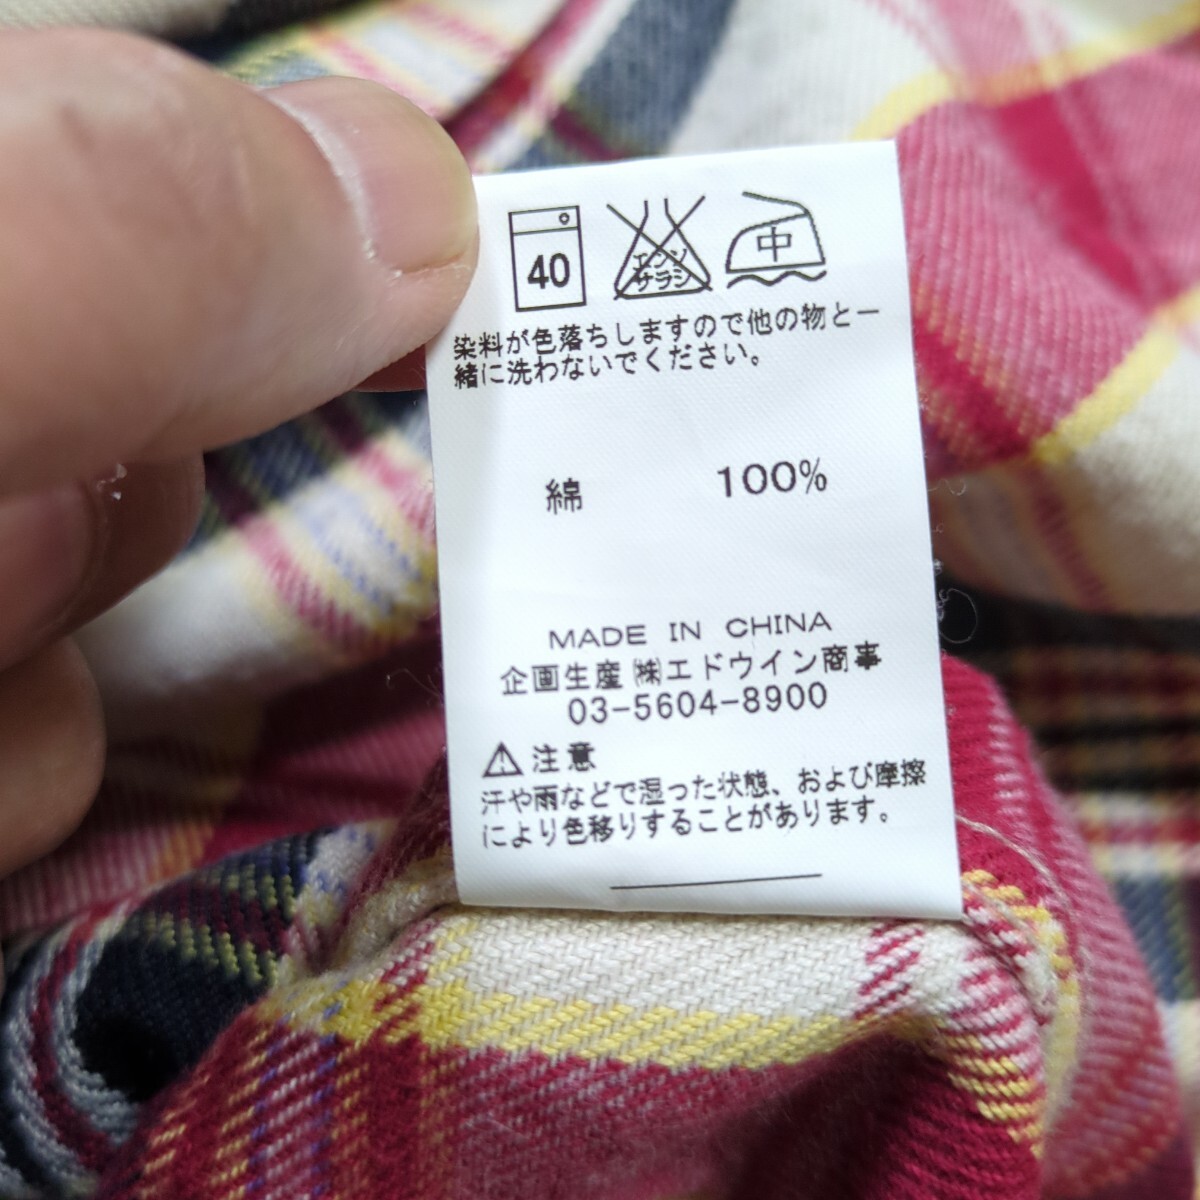 40
エンソ
サラシ
中
染料が色落ちしますので他の物と一
緒に洗わないでください。
綿 100%
MADE IN CHINA
企画生産 ㈱エドウイン商事
03-5604-8900
注意
汗や雨などで湿った状態、および摩擦
により色移りすることがあります。